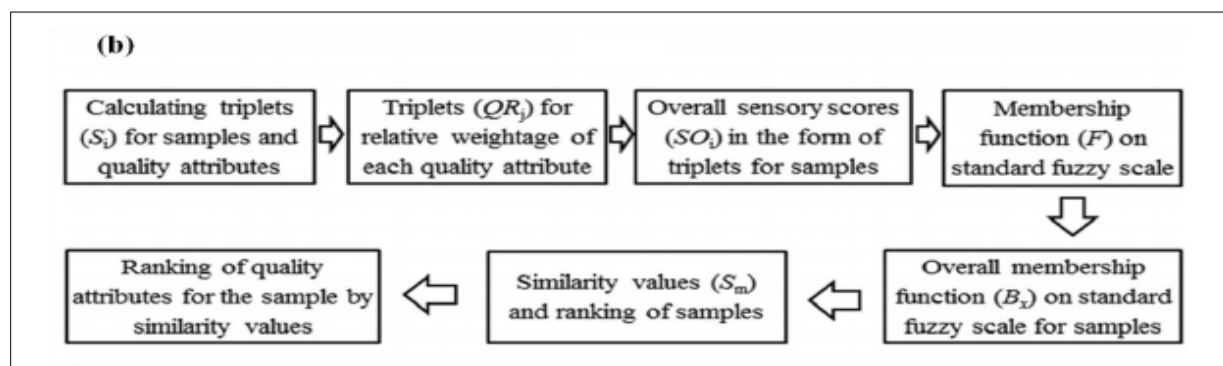 (b)
Calculating triplets
(Si) for samples and
quality attributes
Triplets (QRj) for
relative weightage of
each quality attribute
Overall sensory scores
(SOi) in the form of
triplets for samples
Membership
function (F) on
standard fuzzy scale
Overall membership
function (Bx) on standard
fuzzy scale for samples
Similarity values (Sm)
and ranking of samples
Ranking of quality
attributes for the sample by
similarity values